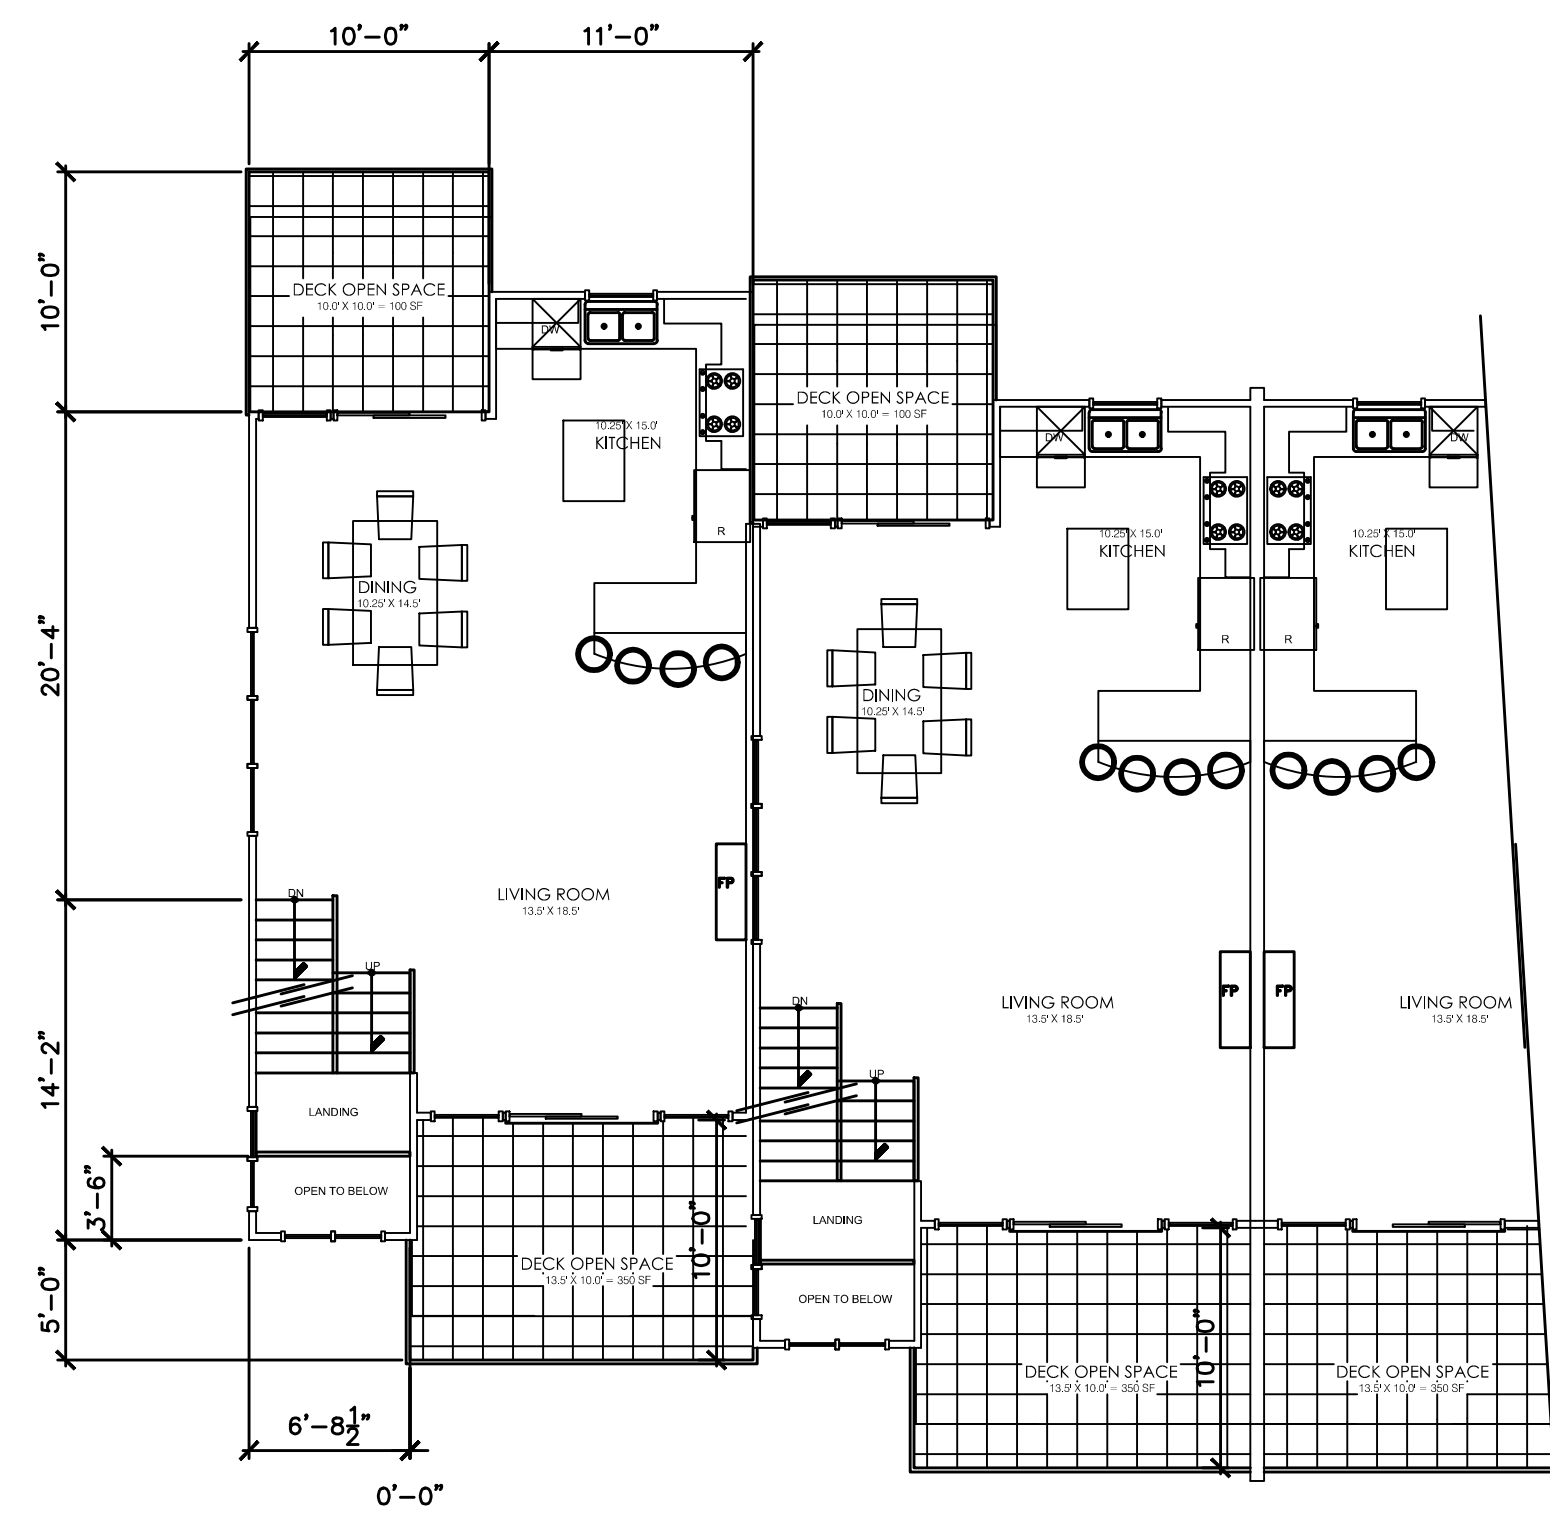 10'-0" 11'-0"
10'-0"
DECK OPEN SPACE
10.0' X 10.0' = 100 SF
DW
10.25' X 15.0'
KITCHEN
R
DINING
10.25' X 14.5'
20'-4"
LIVING ROOM
13.5' X 18.5'
FP
DN
UP
14'-2"
LANDING
3'-6"
OPEN TO BELOW
5'-0"
DECK OPEN SPACE
13.5' X 10.0' = 350 SF
10'-0"
6'-8½"
0'-0"
DECK OPEN SPACE
10.0' X 10.0' = 100 SF
DW
10.25' X 15.0'
KITCHEN
R
DINING
10.25' X 14.5'
LIVING ROOM
13.5' X 18.5'
FP
DN
UP
LANDING
OPEN TO BELOW
DECK OPEN SPACE
13.5' X 10.0' = 350 SF
10'-0"
DW
10.25' X 15.0'
KITCHEN
R
FP
LIVING ROOM
13.5' X 18.5'
DECK OPEN SPACE
13.5' X 10.0' = 350 SF